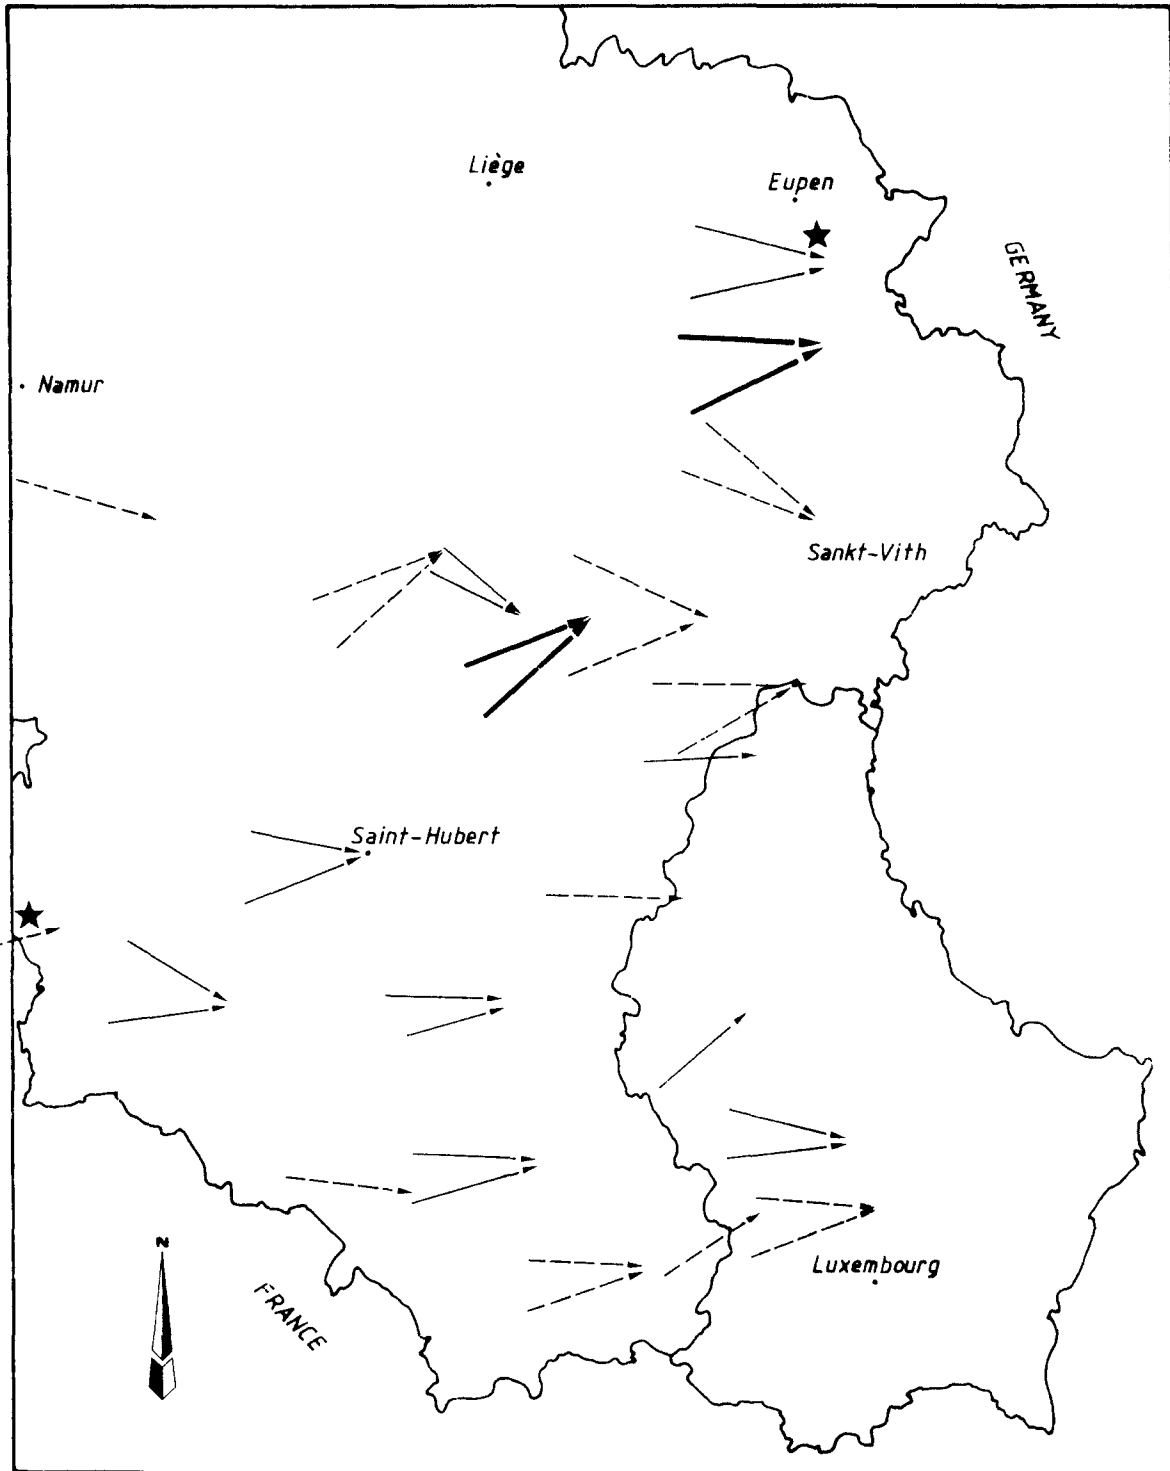 Liège
Eupen
GERMANY
Namur
Sankt-Vith
Saint-Hubert
N
Luxembourg
FRANCE